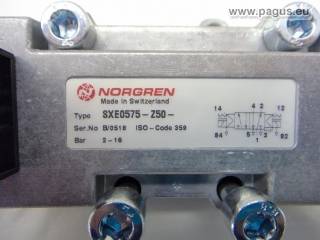 © www.pagus.eu
NORGREN
Made in Switzerland
Type SXE0575-Z50-
Ser.No B/0518 ISO-Code 359
Bar 2-16
14 4 2 12
84 5 3 82
1